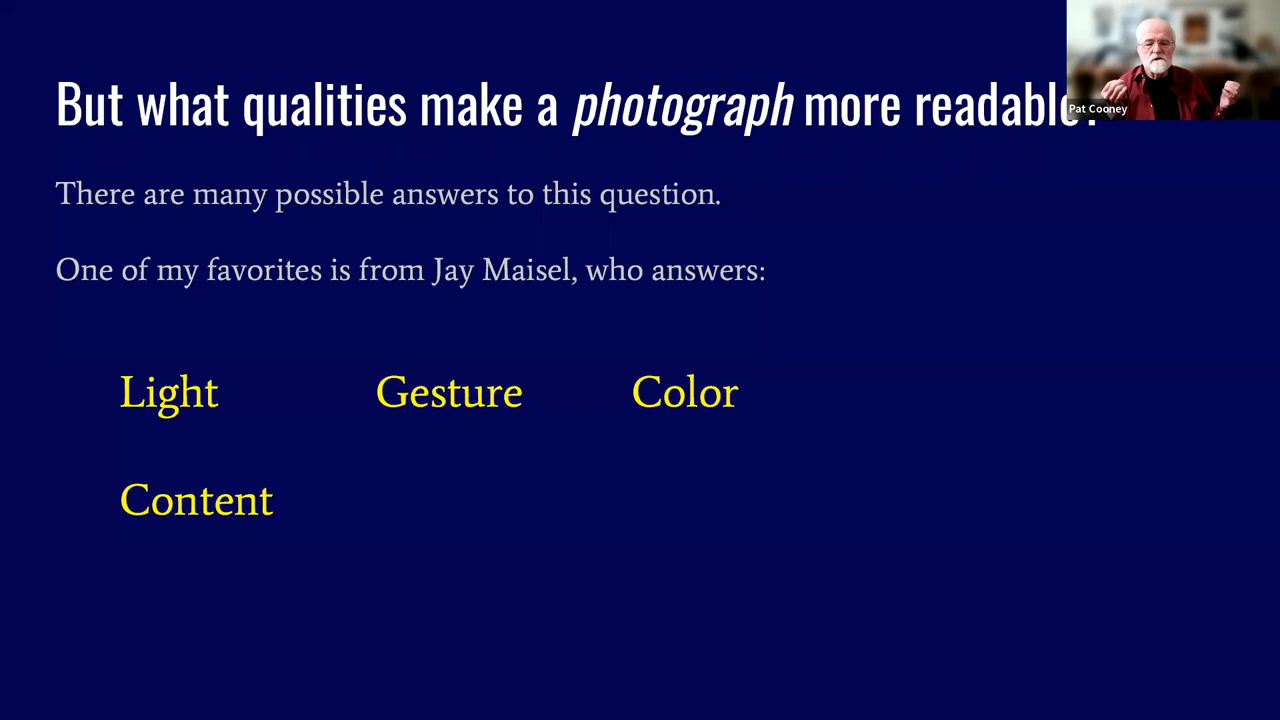 But what qualities make a photograph more readable?
There are many possible answers to this question.
One of my favorites is from Jay Maisel, who answers:
Light Gesture Color
Content
Pat Cooney